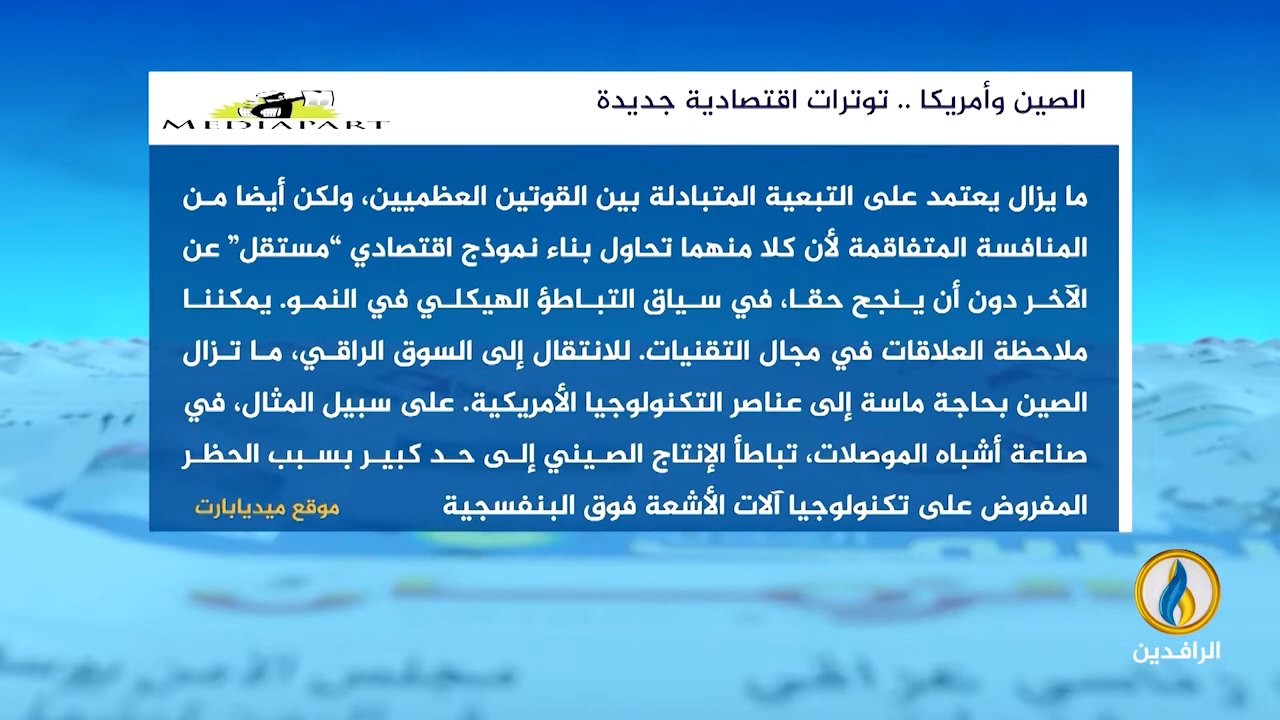 الصين وأمريكا .. توترات اقتصادية جديدة
MEDIAPART
ما يزال يعتمد على التبعية المتبادلة بين القوتين العظميين، ولكن أيضا من
المنافسة المتفاقمة لأن كلا منهما تحاول بناء نموذج اقتصادي “مستقل” عن
الآخر دون أن ينجح حقا، في سياق التباطؤ الهيكلي في النمو. يمكننا
ملاحظة العلاقات في مجال التقنيات. للانتقال إلى السوق الراقي، ما تزال
الصين بحاجة ماسة إلى عناصر التكنولوجيا الأمريكية. على سبيل المثال، في
صناعة أشباه الموصلات، تباطأ الإنتاج الصيني إلى حد كبير بسبب الحظر
المفروض على تكنولوجيا آلات الأشعة فوق البنفسجية
موقع ميديابارت
الرافدين
مجلس الأمن